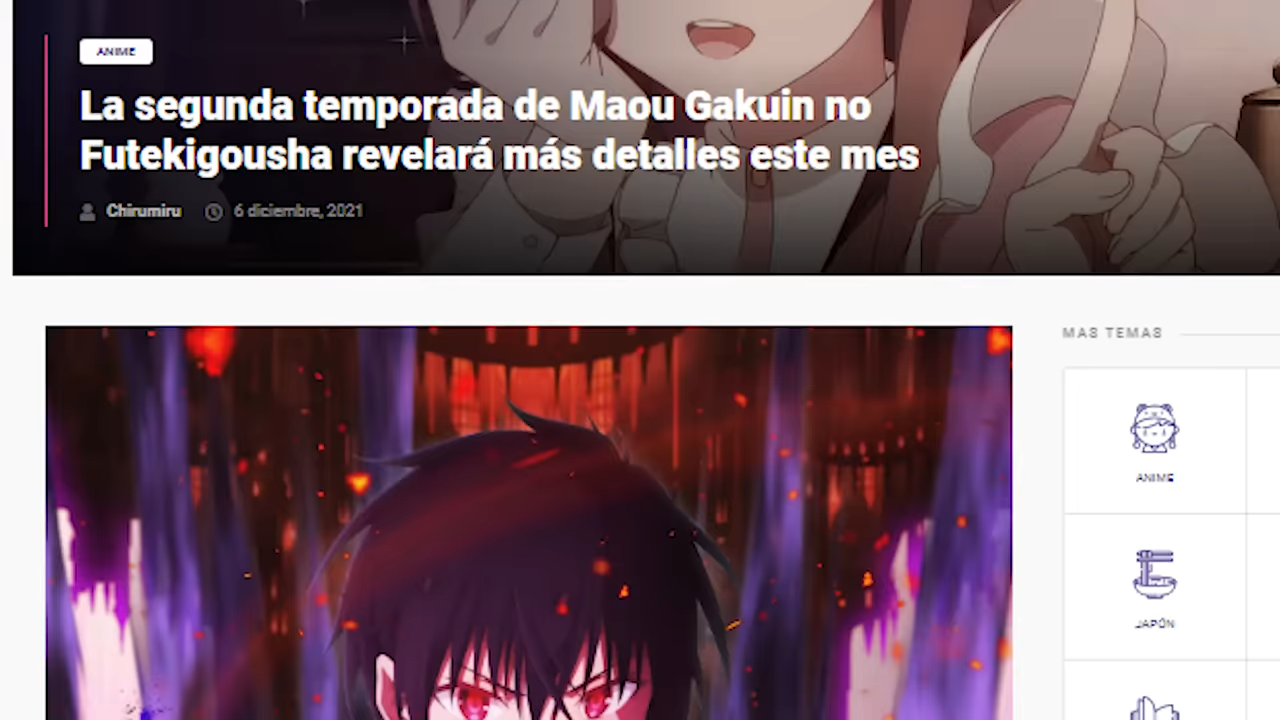 ANIME
La segunda temporada de Maou Gakuin no
Futekigousha revelará más detalles este mes
Chirumiru 6 diciembre, 2021
MAS TEMAS
ANIME
JAPÓN